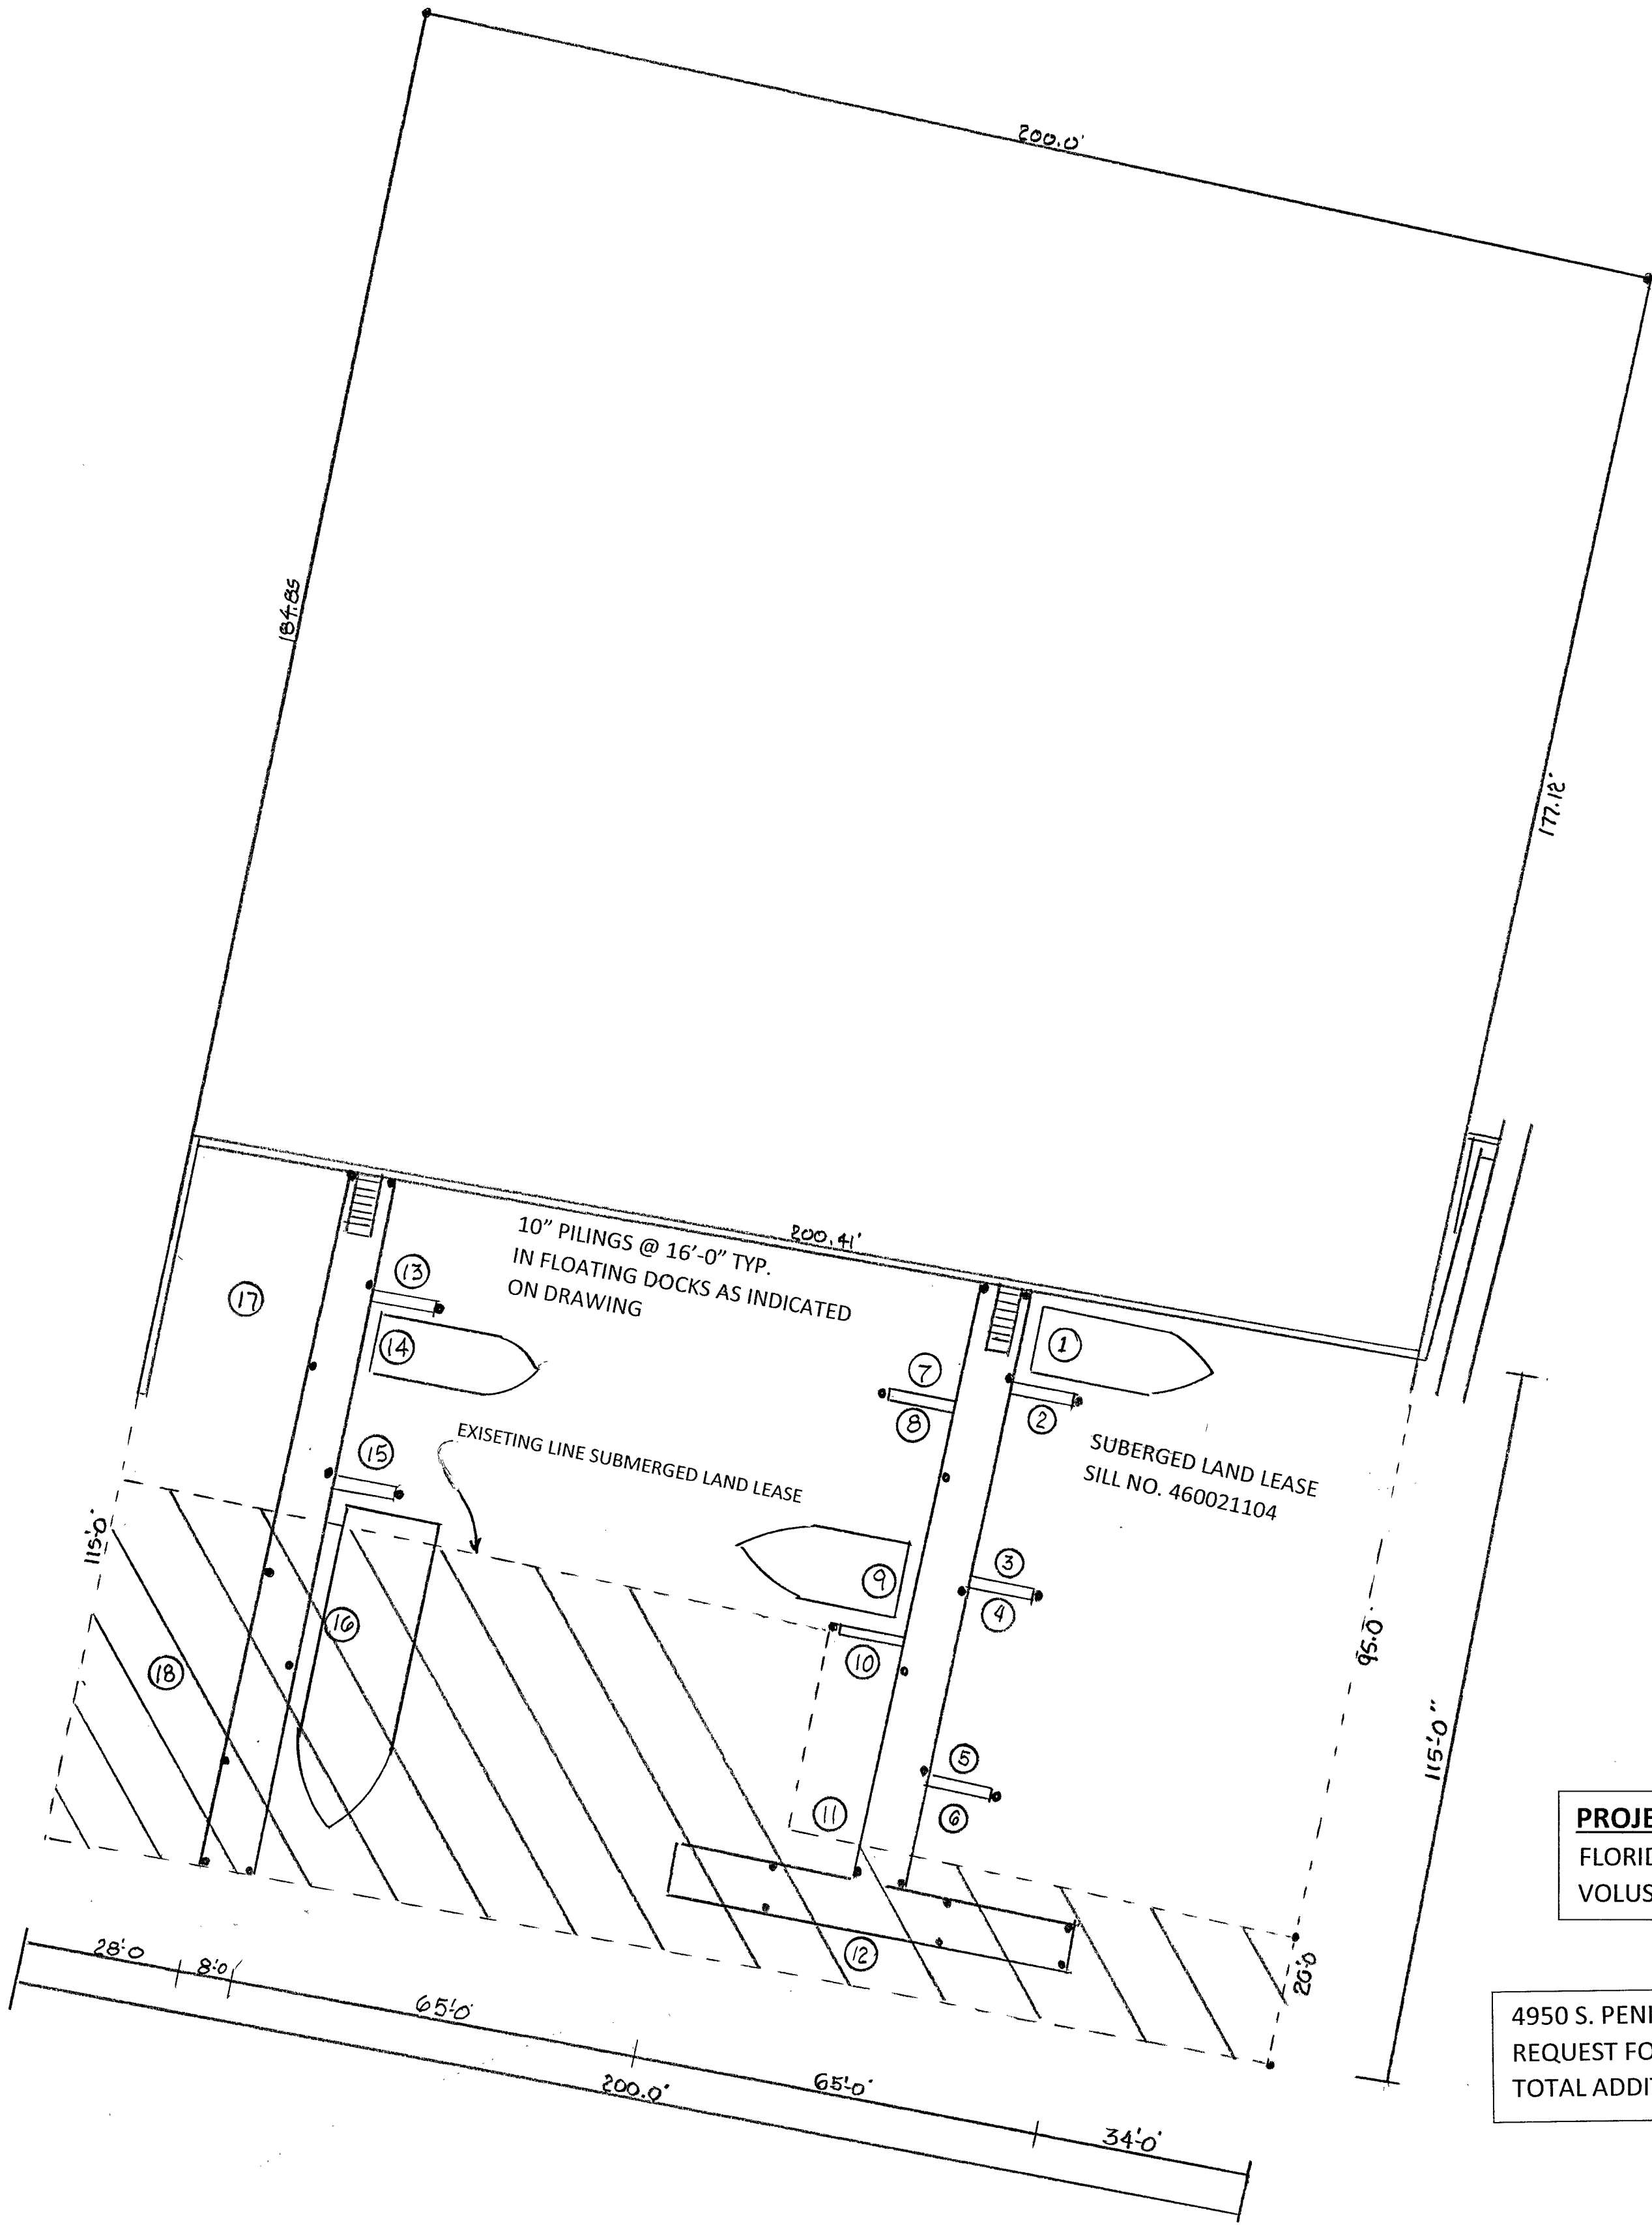 200.0'
184.85
177.12'
200.41'
10" PILINGS @ 16'-0" TYP.
IN FLOATING DOCKS AS INDICATED
ON DRAWING
13
17
14
1
7
8
2
EXISETING LINE SUBMERGED LAND LEASE
SUBERGED LAND LEASE
SILL NO. 460021104
15
115'-0'
3
9
4
16
10
95.0'
18
115'-0"
5
6
11
12
20'-0
PROJE
FLORID
VOLUS
28'-0
8'-0
65'-0'
200.0'
65'-0'
34'-0'
4950 S. PENI
REQUEST FO
TOTAL ADDI